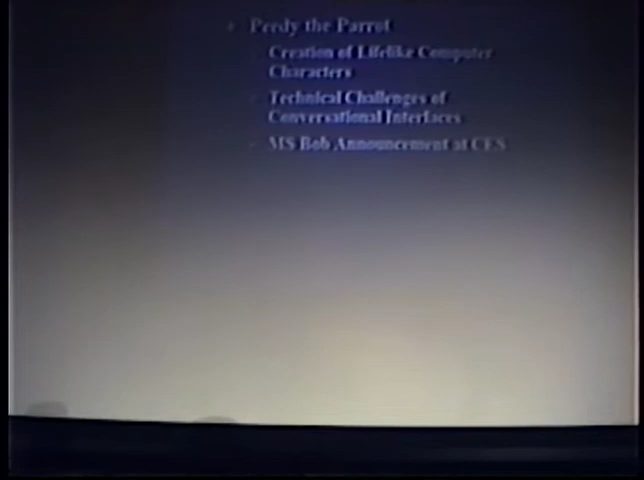 Peedy the Parrot
Creation of Lifelike Computer
Characters
Technical Challenges of
Conversational Interfaces
MS Bob Announcement at CES